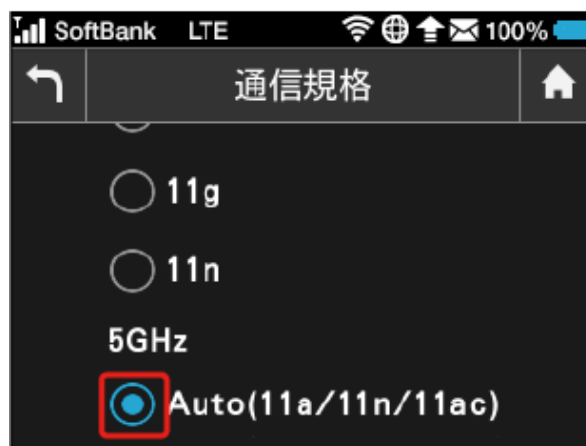 SoftBank LTE 100%
通信規格
11g
11n
5GHz
Auto(11a/11n/11ac)